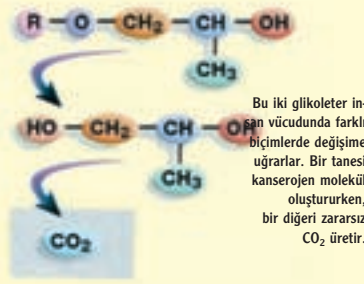 R – O – CH₂ – CH – OH
CH₃
HO – CH₂ – CH – OH
CH₃
CO₂
Bu iki glikoleter in-
san vücudunda farklı
biçimlerde değişime
uğrarlar. Bir tanesi
kanserojen molekül
oluştururken,
bir diğeri zararsız
CO₂ üretir.